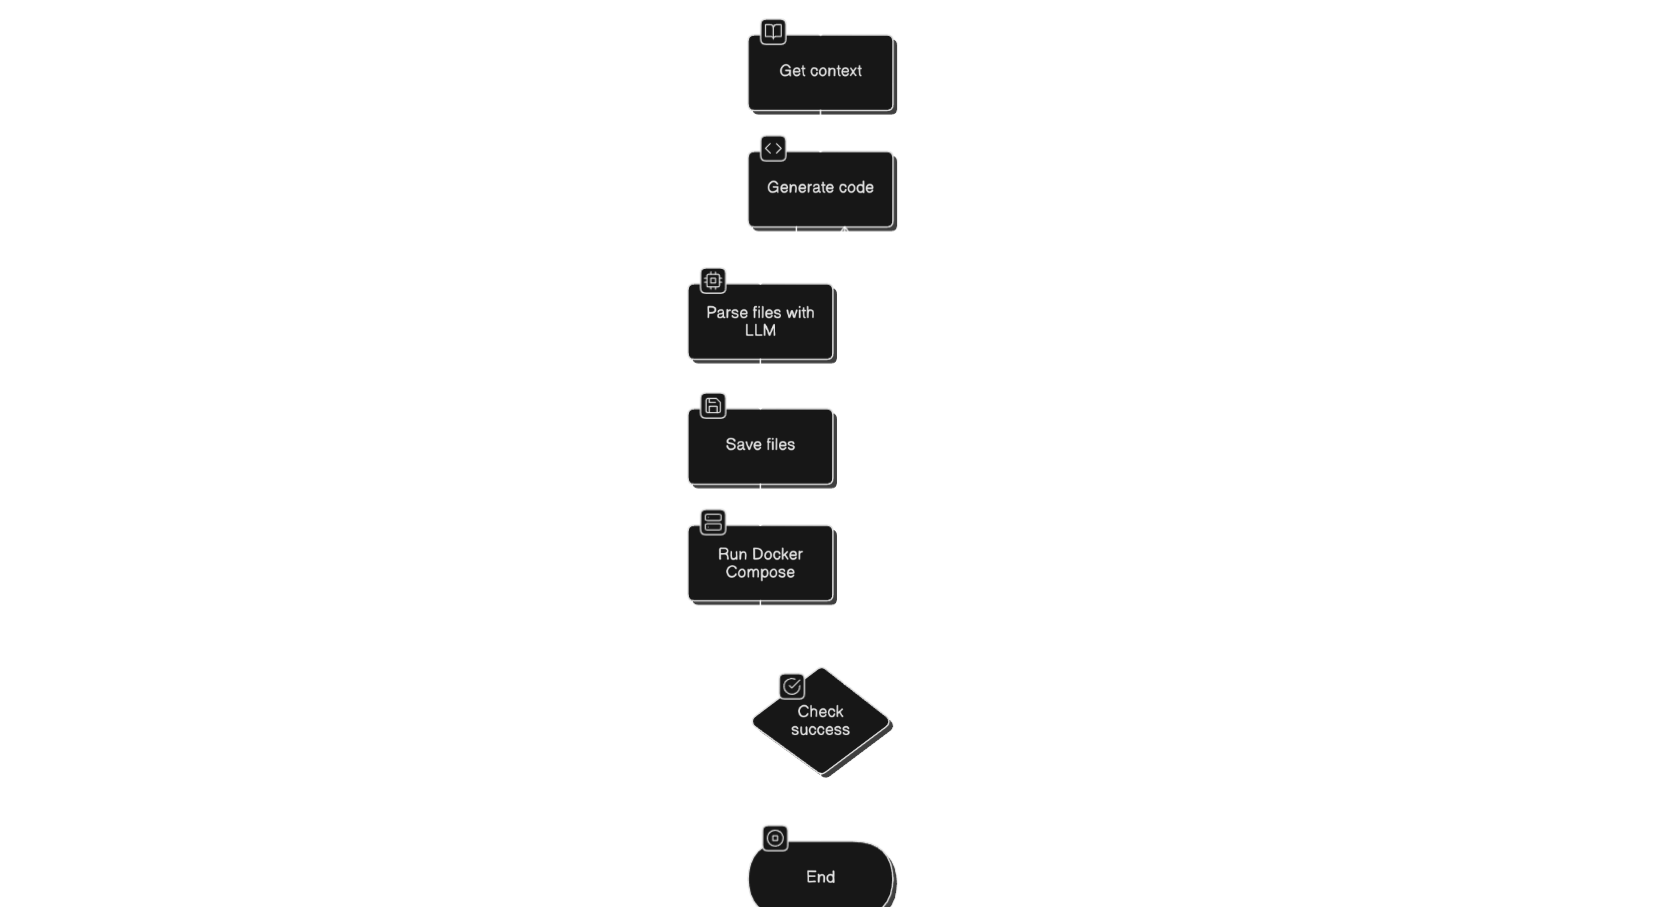 Get context
Generate code
Parse files with
LLM
Save files
Run Docker
Compose
Check
success
End